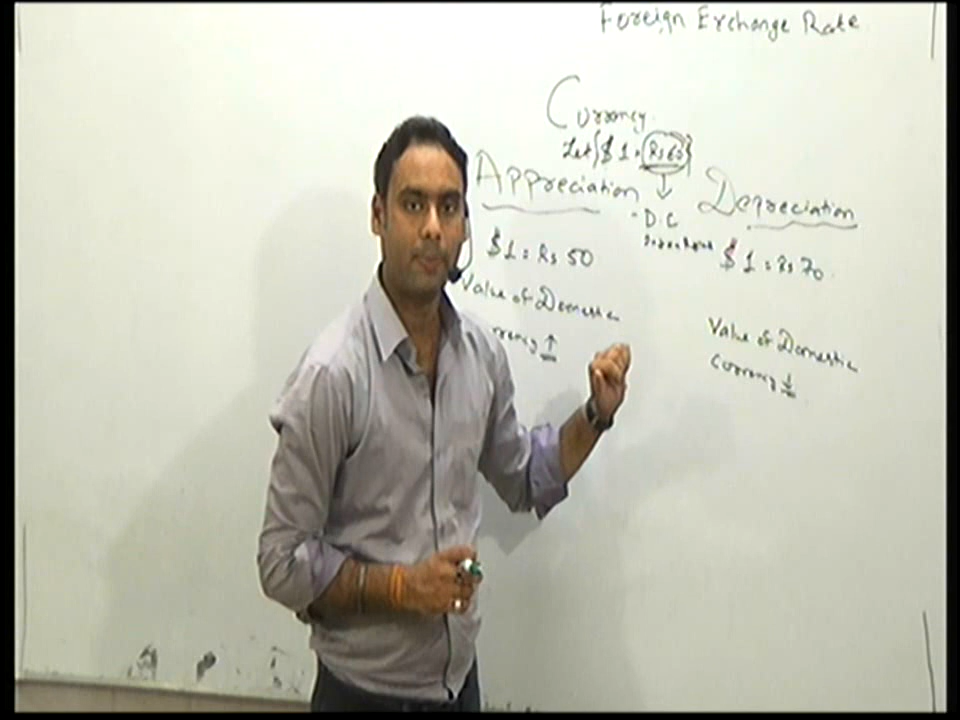 Foreign Exchange Rate
Currency
Let $1 = Rs 60
Appreciation
$1 = Rs 50
Value of Domestic
rrency ↑
D.C
Depreciation
$1 = Rs 70
Value of Domestic
Currency ↓